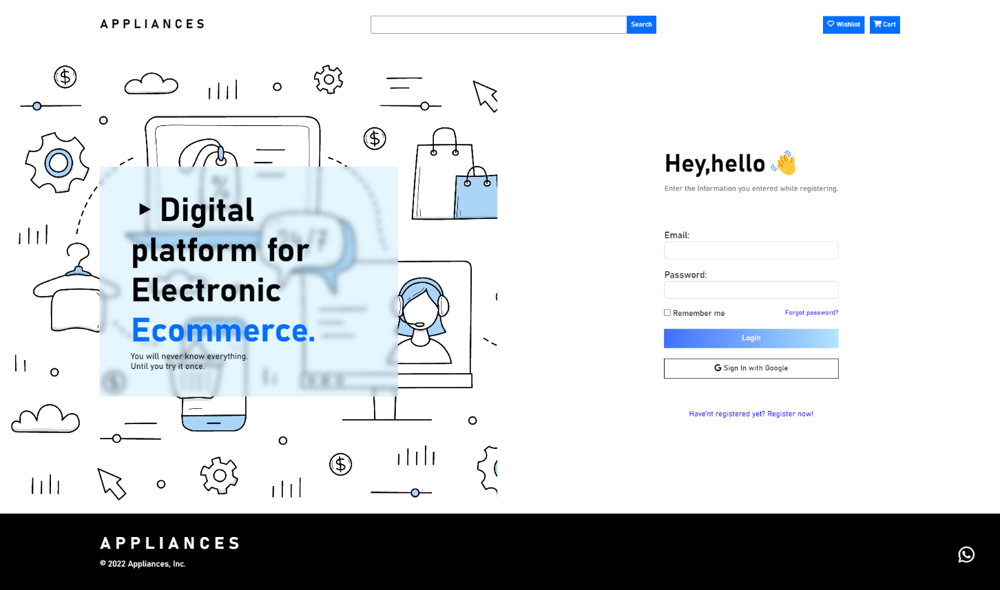 APPLIANCES
Search
Wishlist
Cart
Digital
platform for
Electronic
Ecommerce.
You will never know everything.
Until you try it once.
%
24/7
Hey,hello 👋
Enter the Information you entered while registering.
Email:
Password:
Remember me
Forgot password?
Login
Sign In with Google
Have'nt registered yet? Register now!
APPLIANCES
© 2022 Appliances, Inc.